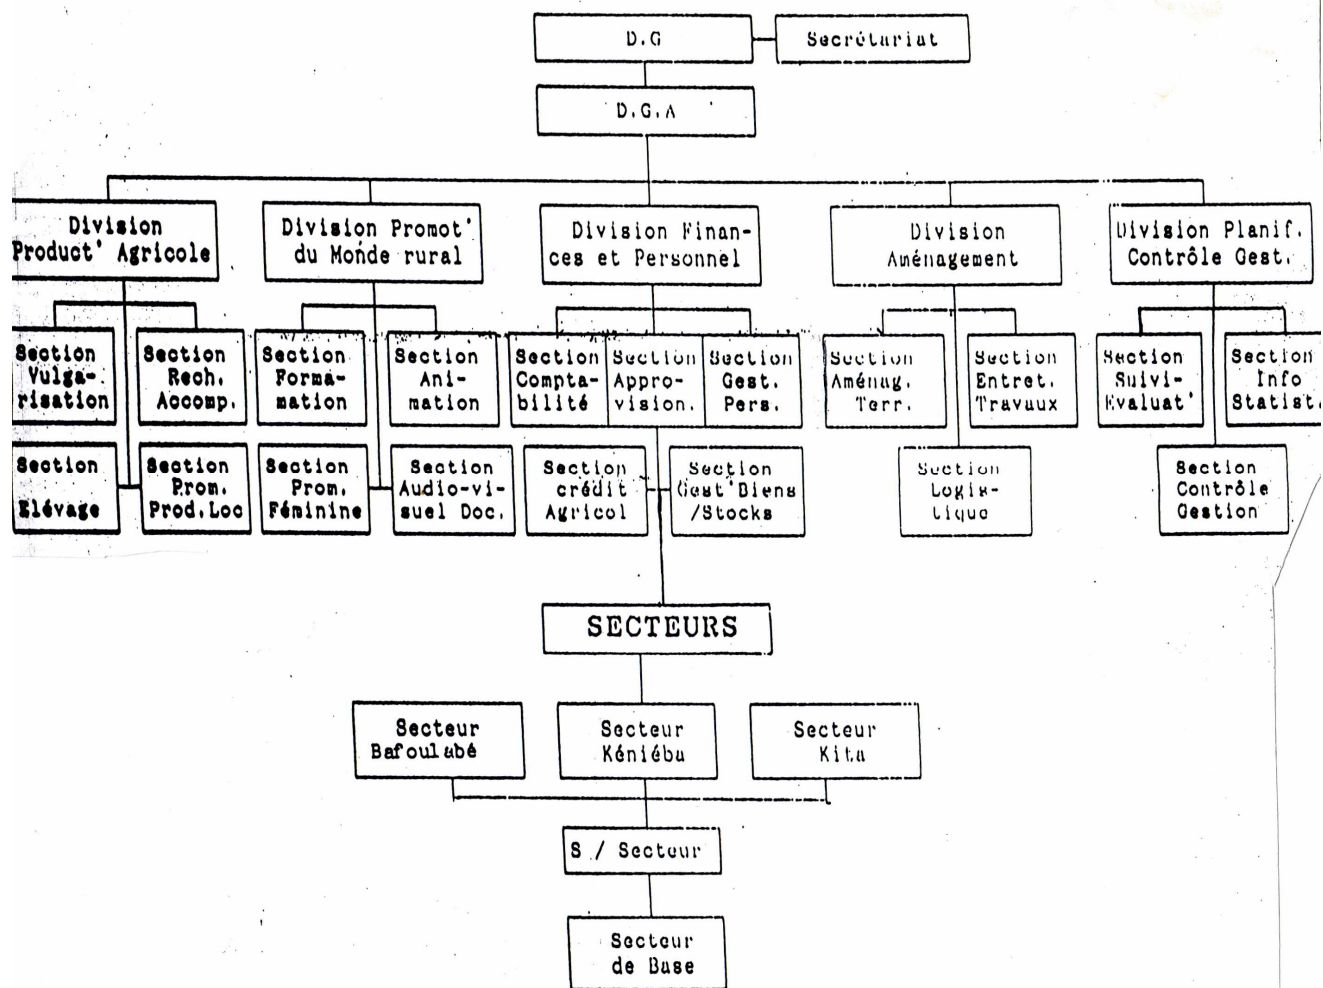 D.G
Secrétariat
D.G.A
Division
Product' Agricole
Division Promot'
du Monde rural
Division Finan-
ces et Personnel
Division
Aménagement
Division Planif.
Contrôle Gest.
Section
Vulga-
risation
Section
Rech.
Accomp.
Section
Forma-
mation
Section
Ani-
mation
Section
Compta-
bilité
Section
Appro-
vision.
Section
Gest.
Pers.
Section
Aménag.
Terr.
Section
Entret.
Travaux
Section
Suivi-
Evaluat'
Section
Info
Statist.
Section
Elévage
Section
Prom.
Prod.Loc
Section
Prom.
Féminine
Section
Audio-vi-
suel Doc.
Section
crédit
Agricol
Section
Gest'Biens
/Stocks
Section
Logis-
tique
Section
Contrôle
Gestion
SECTEURS
Secteur
Bafoulabé
Secteur
Kéniéba
Secteur
Kita
S / Secteur
Secteur
de Base